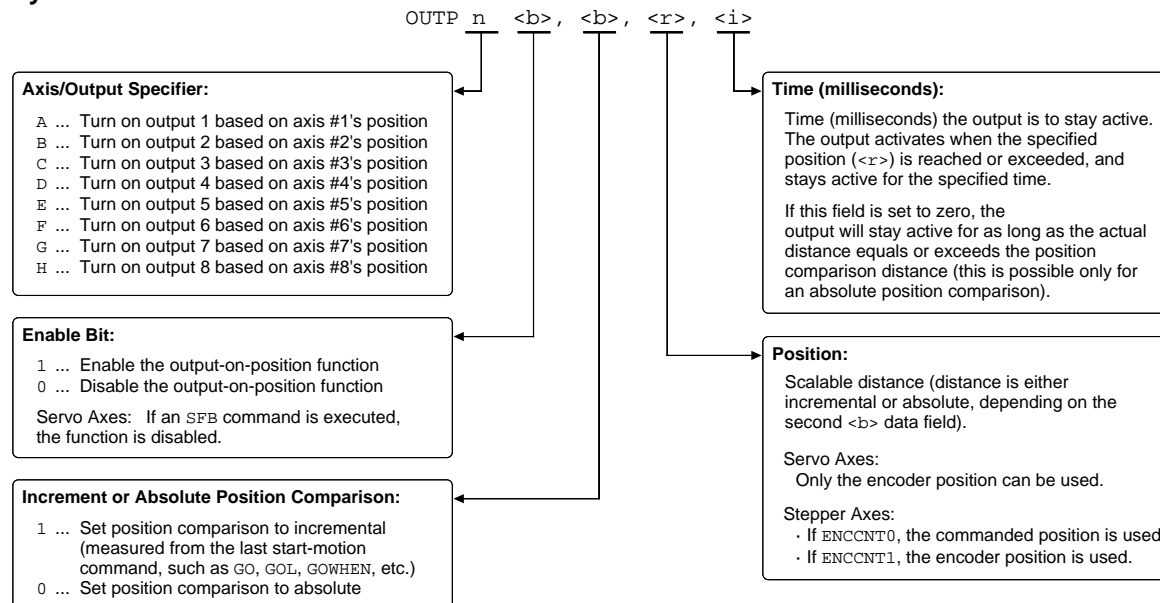 OUTP n <b>, <b>, <r>, <i>
Axis/Output Specifier:
A ... Turn on output 1 based on axis #1's position
B ... Turn on output 2 based on axis #2's position
C ... Turn on output 3 based on axis #3's position
D ... Turn on output 4 based on axis #4's position
E ... Turn on output 5 based on axis #5's position
F ... Turn on output 6 based on axis #6's position
G ... Turn on output 7 based on axis #7's position
H ... Turn on output 8 based on axis #8's position
Enable Bit:
1 ... Enable the output-on-position function
0 ... Disable the output-on-position function
Servo Axes: If an SFB command is executed,
the function is disabled.
Increment or Absolute Position Comparison:
1 ... Set position comparison to incremental
(measured from the last start-motion
command, such as GO, GOL, GOWHEN, etc.)
0 ... Set position comparison to absolute
Time (milliseconds):
Time (milliseconds) the output is to stay active.
The output activates when the specified
position (<r>) is reached or exceeded, and
stays active for the specified time.
If this field is set to zero, the
output will stay active for as long as the actual
distance equals or exceeds the position
comparison distance (this is possible only for
an absolute position comparison).
Position:
Scalable distance (distance is either
incremental or absolute, depending on the
second <b> data field).
Servo Axes:
Only the encoder position can be used.
Stepper Axes:
· If ENCCNT0, the commanded position is used
· If ENCCNT1, the encoder position is used.